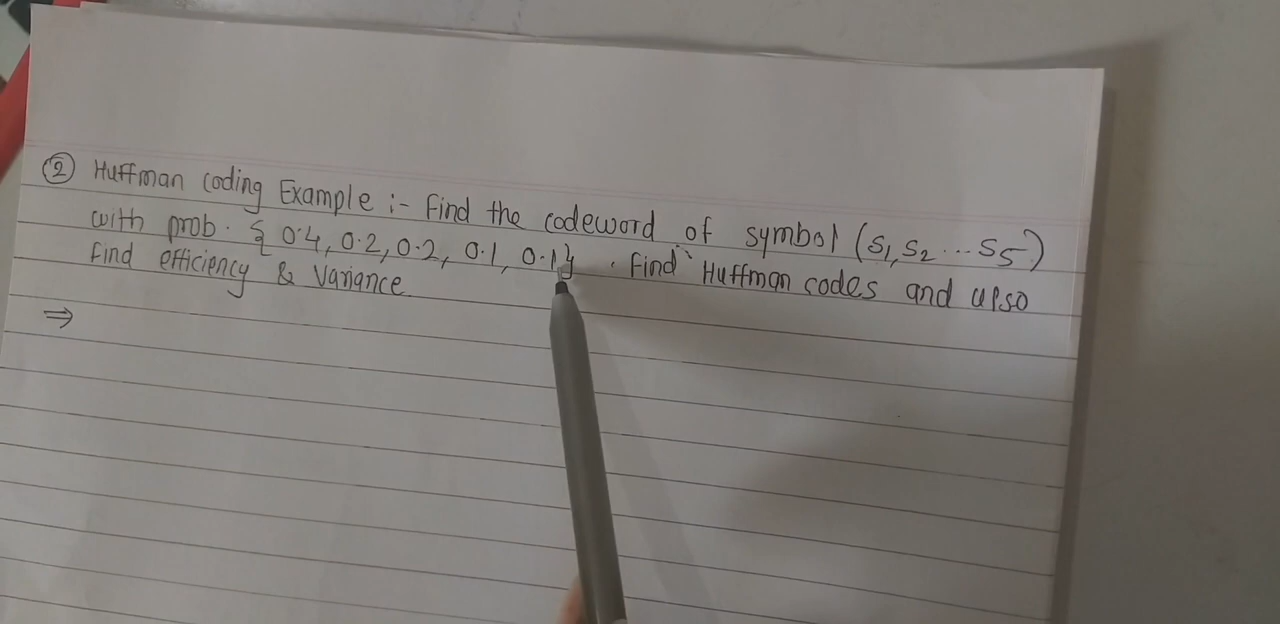 ② Huffman coding Example :- Find the codeword of symbol (S1, S2 ... S5)
with prob. { 0.4, 0.2, 0.2, 0.1, 0.1} . Find Huffman codes and also
find efficiency & Variance
⇒